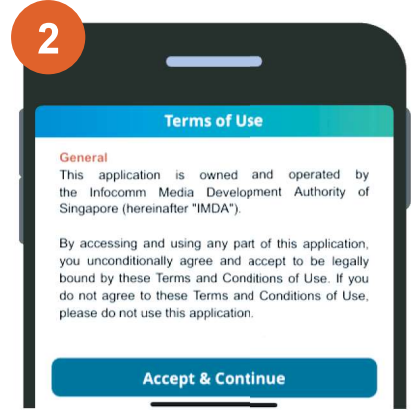 2
Terms of Use
General
This application is owned and operated by
the Infocomm Media Development Authority of
Singapore (hereinafter "IMDA").
By accessing and using any part of this application,
you unconditionally agree and accept to be legally
bound by these Terms and Conditions of Use. If you
do not agree to these Terms and Conditions of Use,
please do not use this application.
Accept & Continue